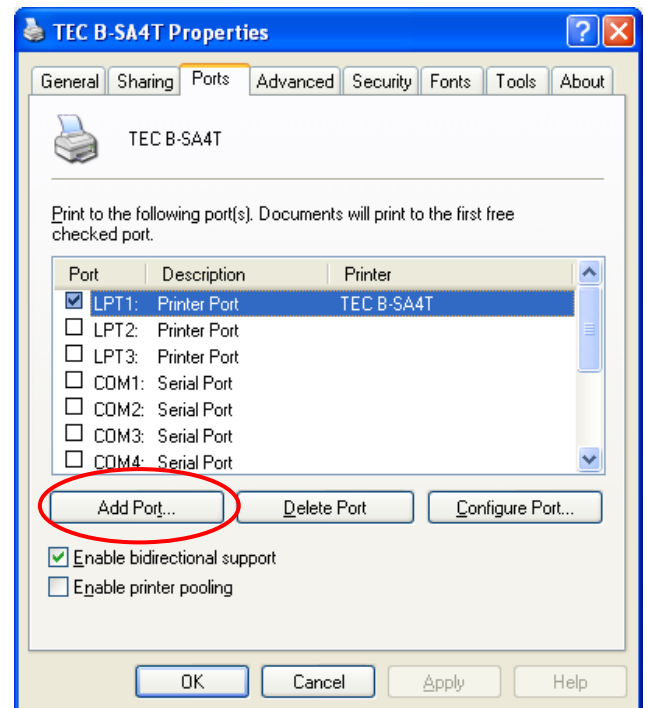 TEC B-SA4T Properties
General Sharing Ports Advanced Security Fonts Tools About
TEC B-SA4T
Print to the following port(s). Documents will print to the first free
checked port.
Port Description Printer
LPT1: Printer Port TEC B-SA4T
LPT2: Printer Port
LPT3: Printer Port
COM1: Serial Port
COM2: Serial Port
COM3: Serial Port
COM4: Serial Port
Add Port... Delete Port Configure Port...
Enable bidirectional support
Enable printer pooling
OK Cancel Apply Help